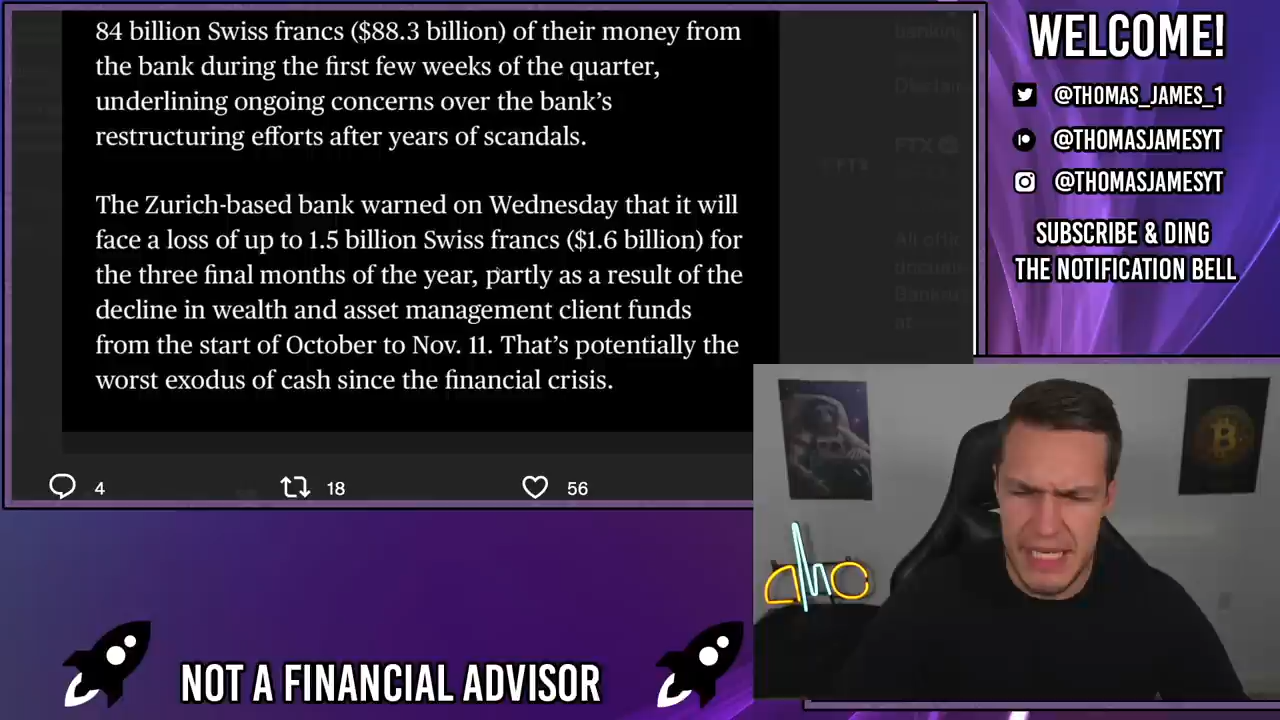 84 billion Swiss francs ($88.3 billion) of their money from
the bank during the first few weeks of the quarter,
underlining ongoing concerns over the bank's
restructuring efforts after years of scandals.
The Zurich-based bank warned on Wednesday that it will
face a loss of up to 1.5 billion Swiss francs ($1.6 billion) for
the three final months of the year, partly as a result of the
decline in wealth and asset management client funds
from the start of October to Nov. 11. That's potentially the
worst exodus of cash since the financial crisis.
4 18 56
FTX
WELCOME!
@THOMAS_JAMES_1
@THOMASJAMESYT
@THOMASJAMESYT
SUBSCRIBE & DING
THE NOTIFICATION BELL
NOT A FINANCIAL ADVISOR